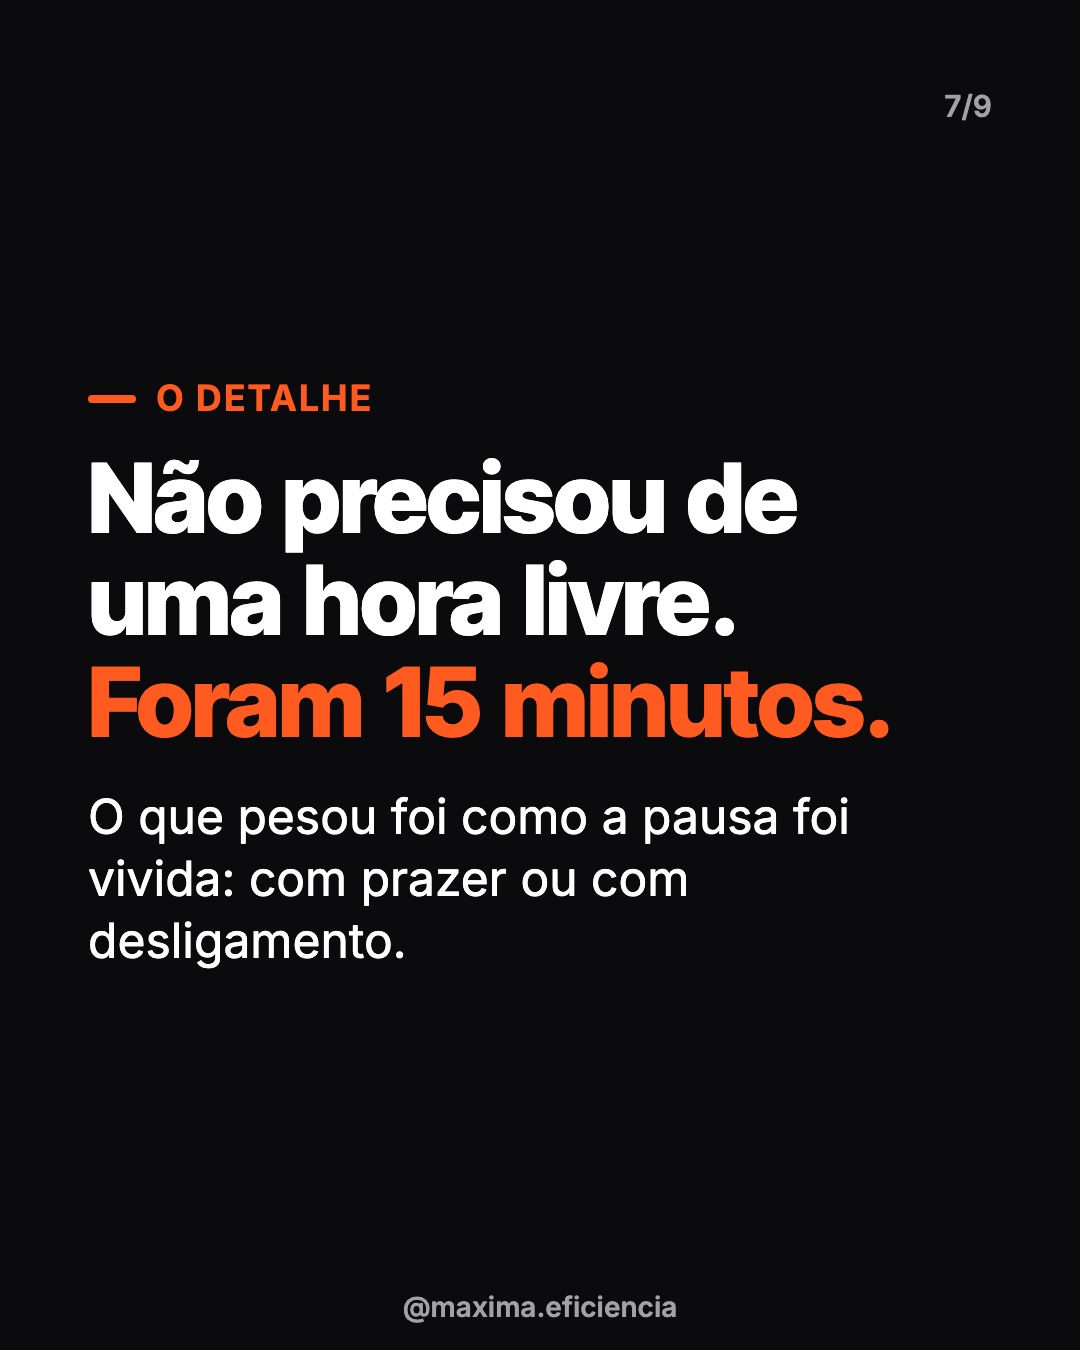 7/9
O DETALHE
Não precisou de
uma hora livre.
Foram 15 minutos.
O que pesou foi como a pausa foi
vivida: com prazer ou com
desligamento.
@maxima.eficiencia